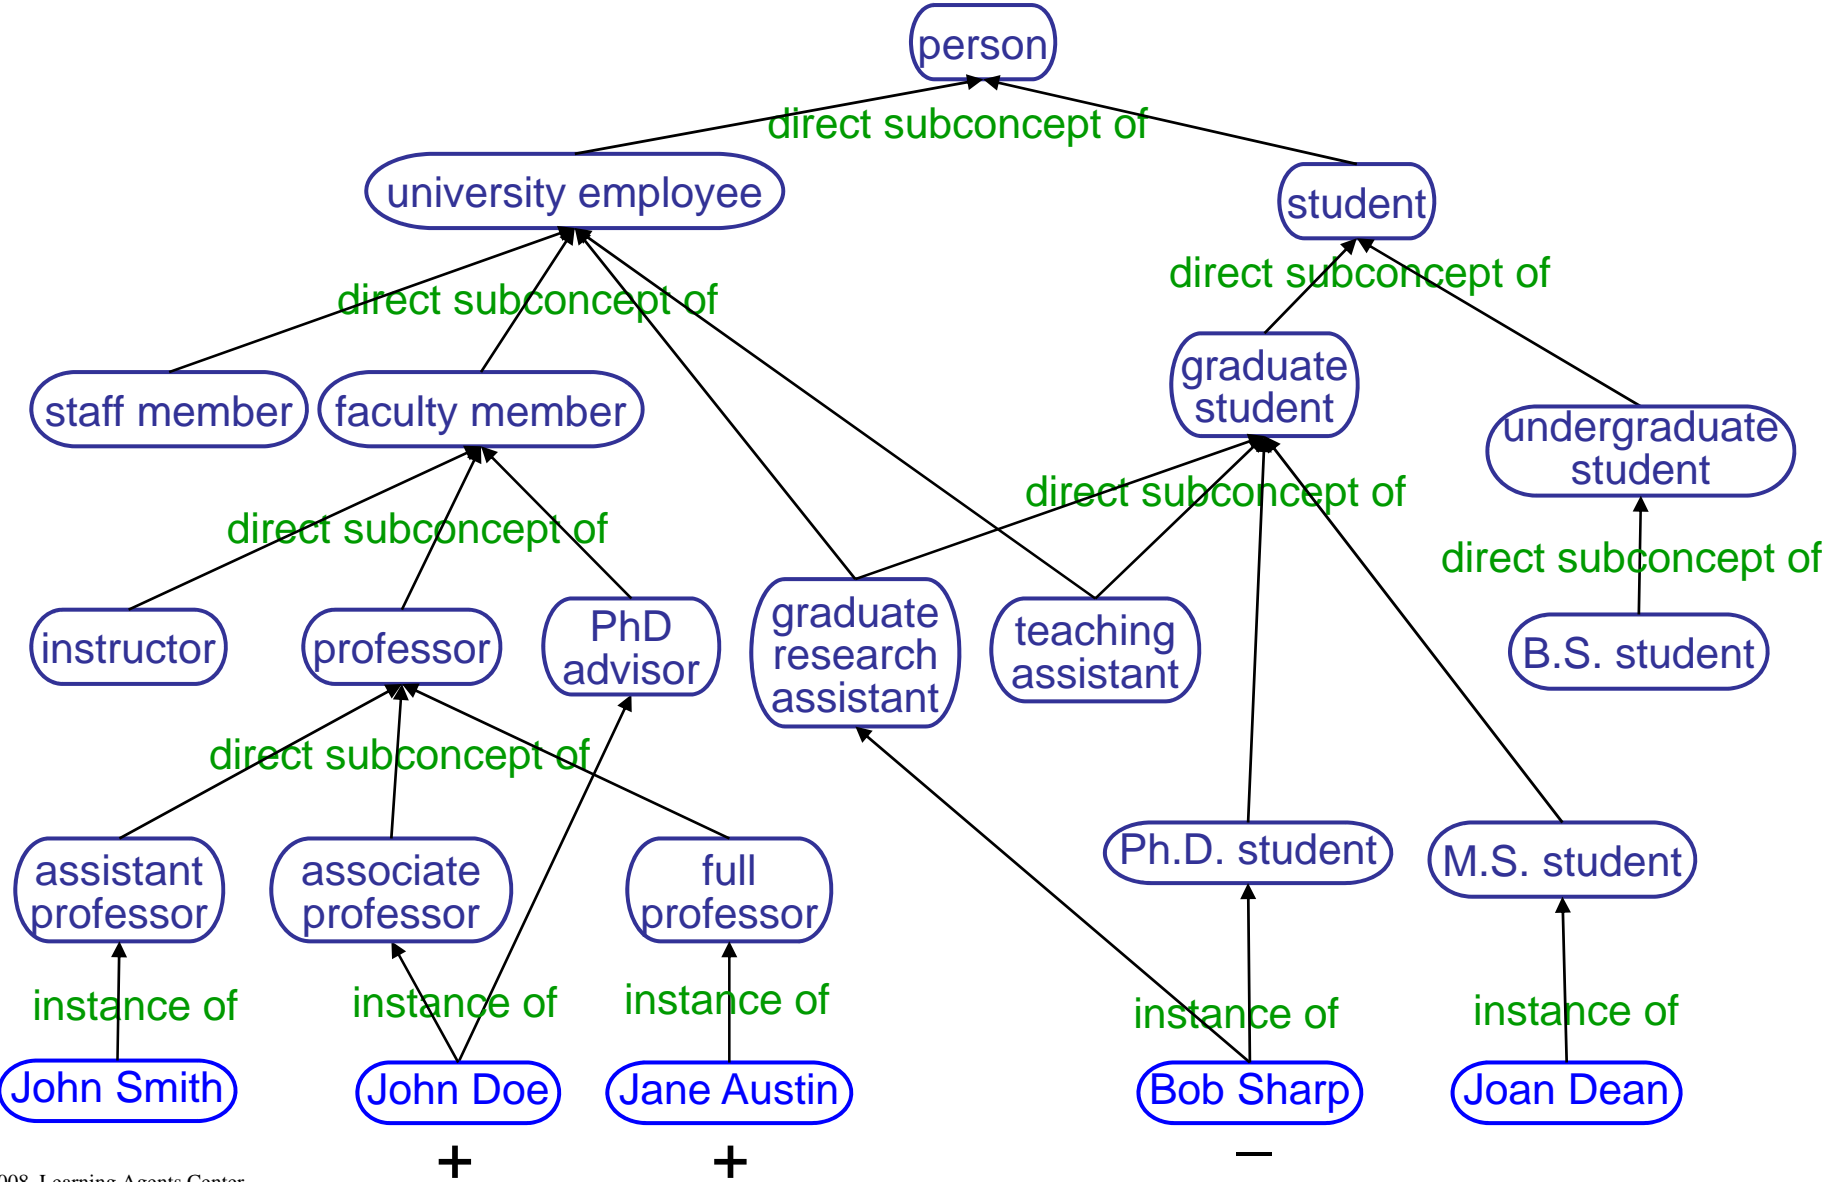 person
direct subconcept of
university employee
student
direct subconcept of
direct subconcept of
graduate
student
staff member
faculty member
undergraduate
student
direct subconcept of
direct subconcept of
direct subconcept of
instructor
professor
PhD
advisor
graduate
research
assistant
teaching
assistant
B.S. student
direct subconcept of
Ph.D. student
M.S. student
assistant
professor
associate
professor
full
professor
instance of
instance of
instance of
instance of
instance of
John Smith
John Doe
Jane Austin
Bob Sharp
Joan Dean
+
+
–
Learning Agents Center